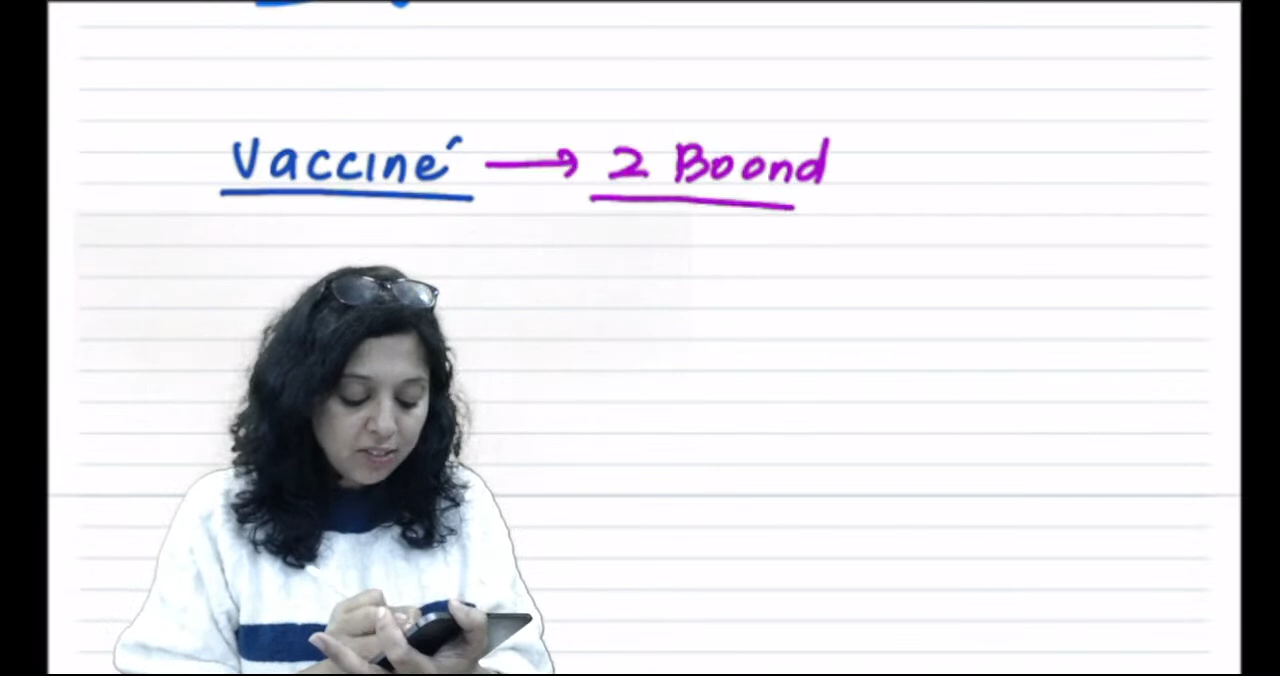 Vaccine → 2 Boond